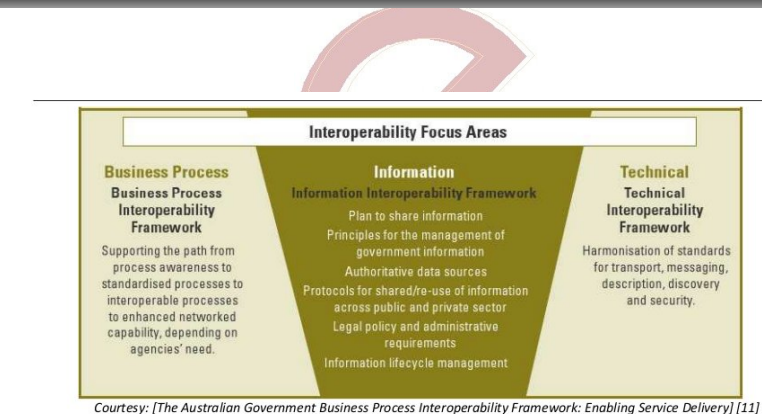 Interoperability Focus Areas
Business Process
Business Process
Interoperability
Framework
Supporting the path from
process awareness to
standardised processes to
interoperable processes
to enhanced networked
capability, depending on
agencies' need.
Information
Information Interoperability Framework
Plan to share information
Principles for the management of
government information
Authoritative data sources
Protocols for shared/re-use of information
across public and private sector
Legal policy and administrative
requirements
Information lifecycle management
Technical
Technical
Interoperability
Framework
Harmonisation of standards
for transport, messaging,
description, discovery
and security.
Courtesy: [The Australian Government Business Process Interoperability Framework: Enabling Service Delivery] [11]